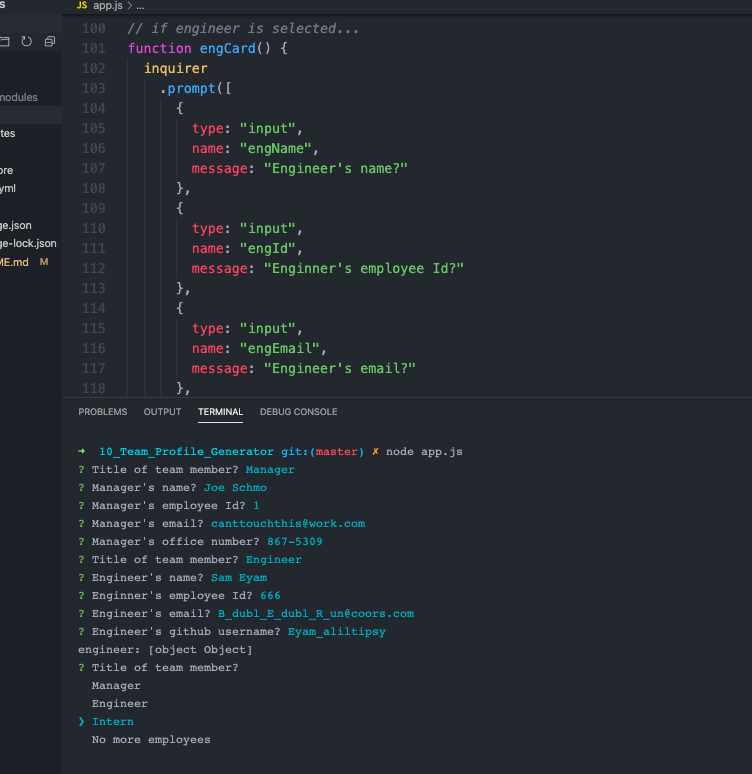 S
JS app.js > ...
modules
tes
ore
yml
ge.json
ge-lock.json
ME.md M
100 // if engineer is selected...
101 function engCard() {
102 inquirer
103 .prompt([
104 {
105 type: "input",
106 name: "engName",
107 message: "Engineer's name?"
108 },
109 {
110 type: "input",
111 name: "engId",
112 message: "Enginner's employee Id?"
113 },
114 {
115 type: "input",
116 name: "engEmail",
117 message: "Engineer's email?"
118 },
PROBLEMS OUTPUT TERMINAL DEBUG CONSOLE
➜ 10_Team_Profile_Generator git:(master) ✗ node app.js
? Title of team member? Manager
? Manager's name? Joe Schmo
? Manager's employee Id? 1
? Manager's email? canttouchthis@work.com
? Manager's office number? 867-5309
? Title of team member? Engineer
? Engineer's name? Sam Eyam
? Enginner's employee Id? 666
? Engineer's email? B_dubl_E_dubl_R_un@coors.com
? Engineer's github username? Eyam_aliltipsy
engineer: [object Object]
? Title of team member?
Manager
Engineer
❯ Intern
No more employees